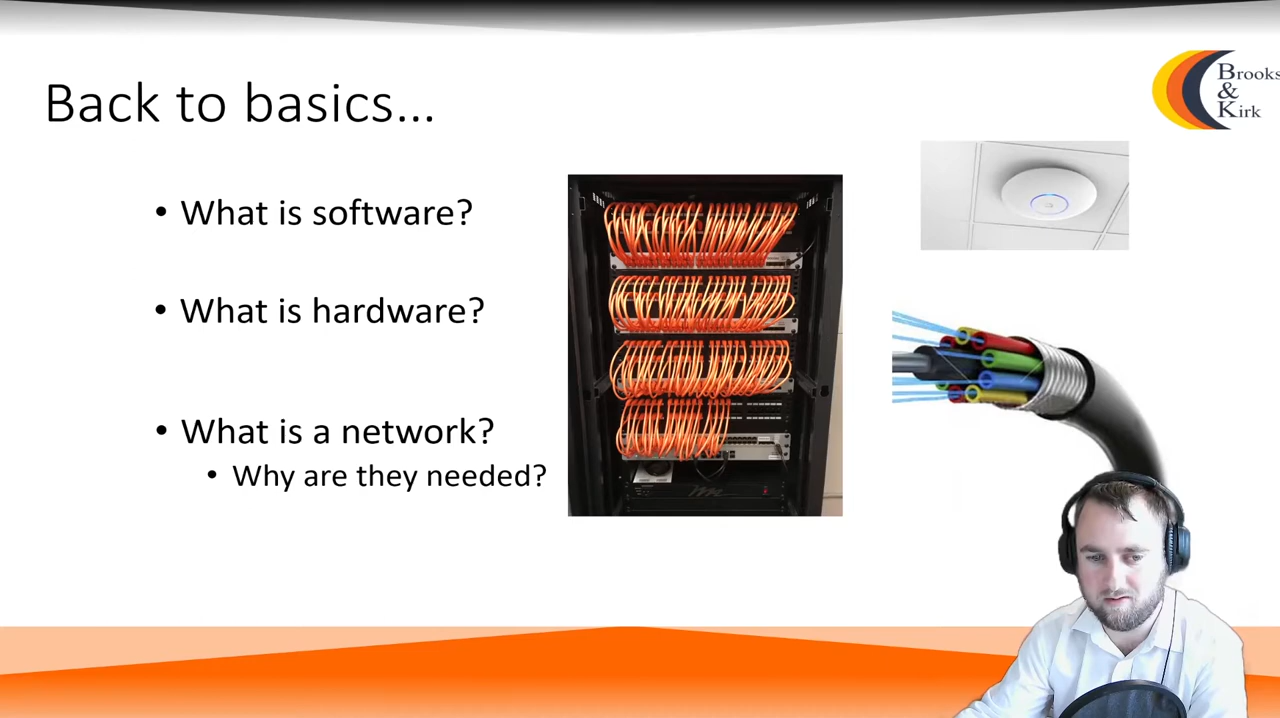 Back to basics...
• What is software?
• What is hardware?
• What is a network?
• Why are they needed?
Brooks
&
Kirk